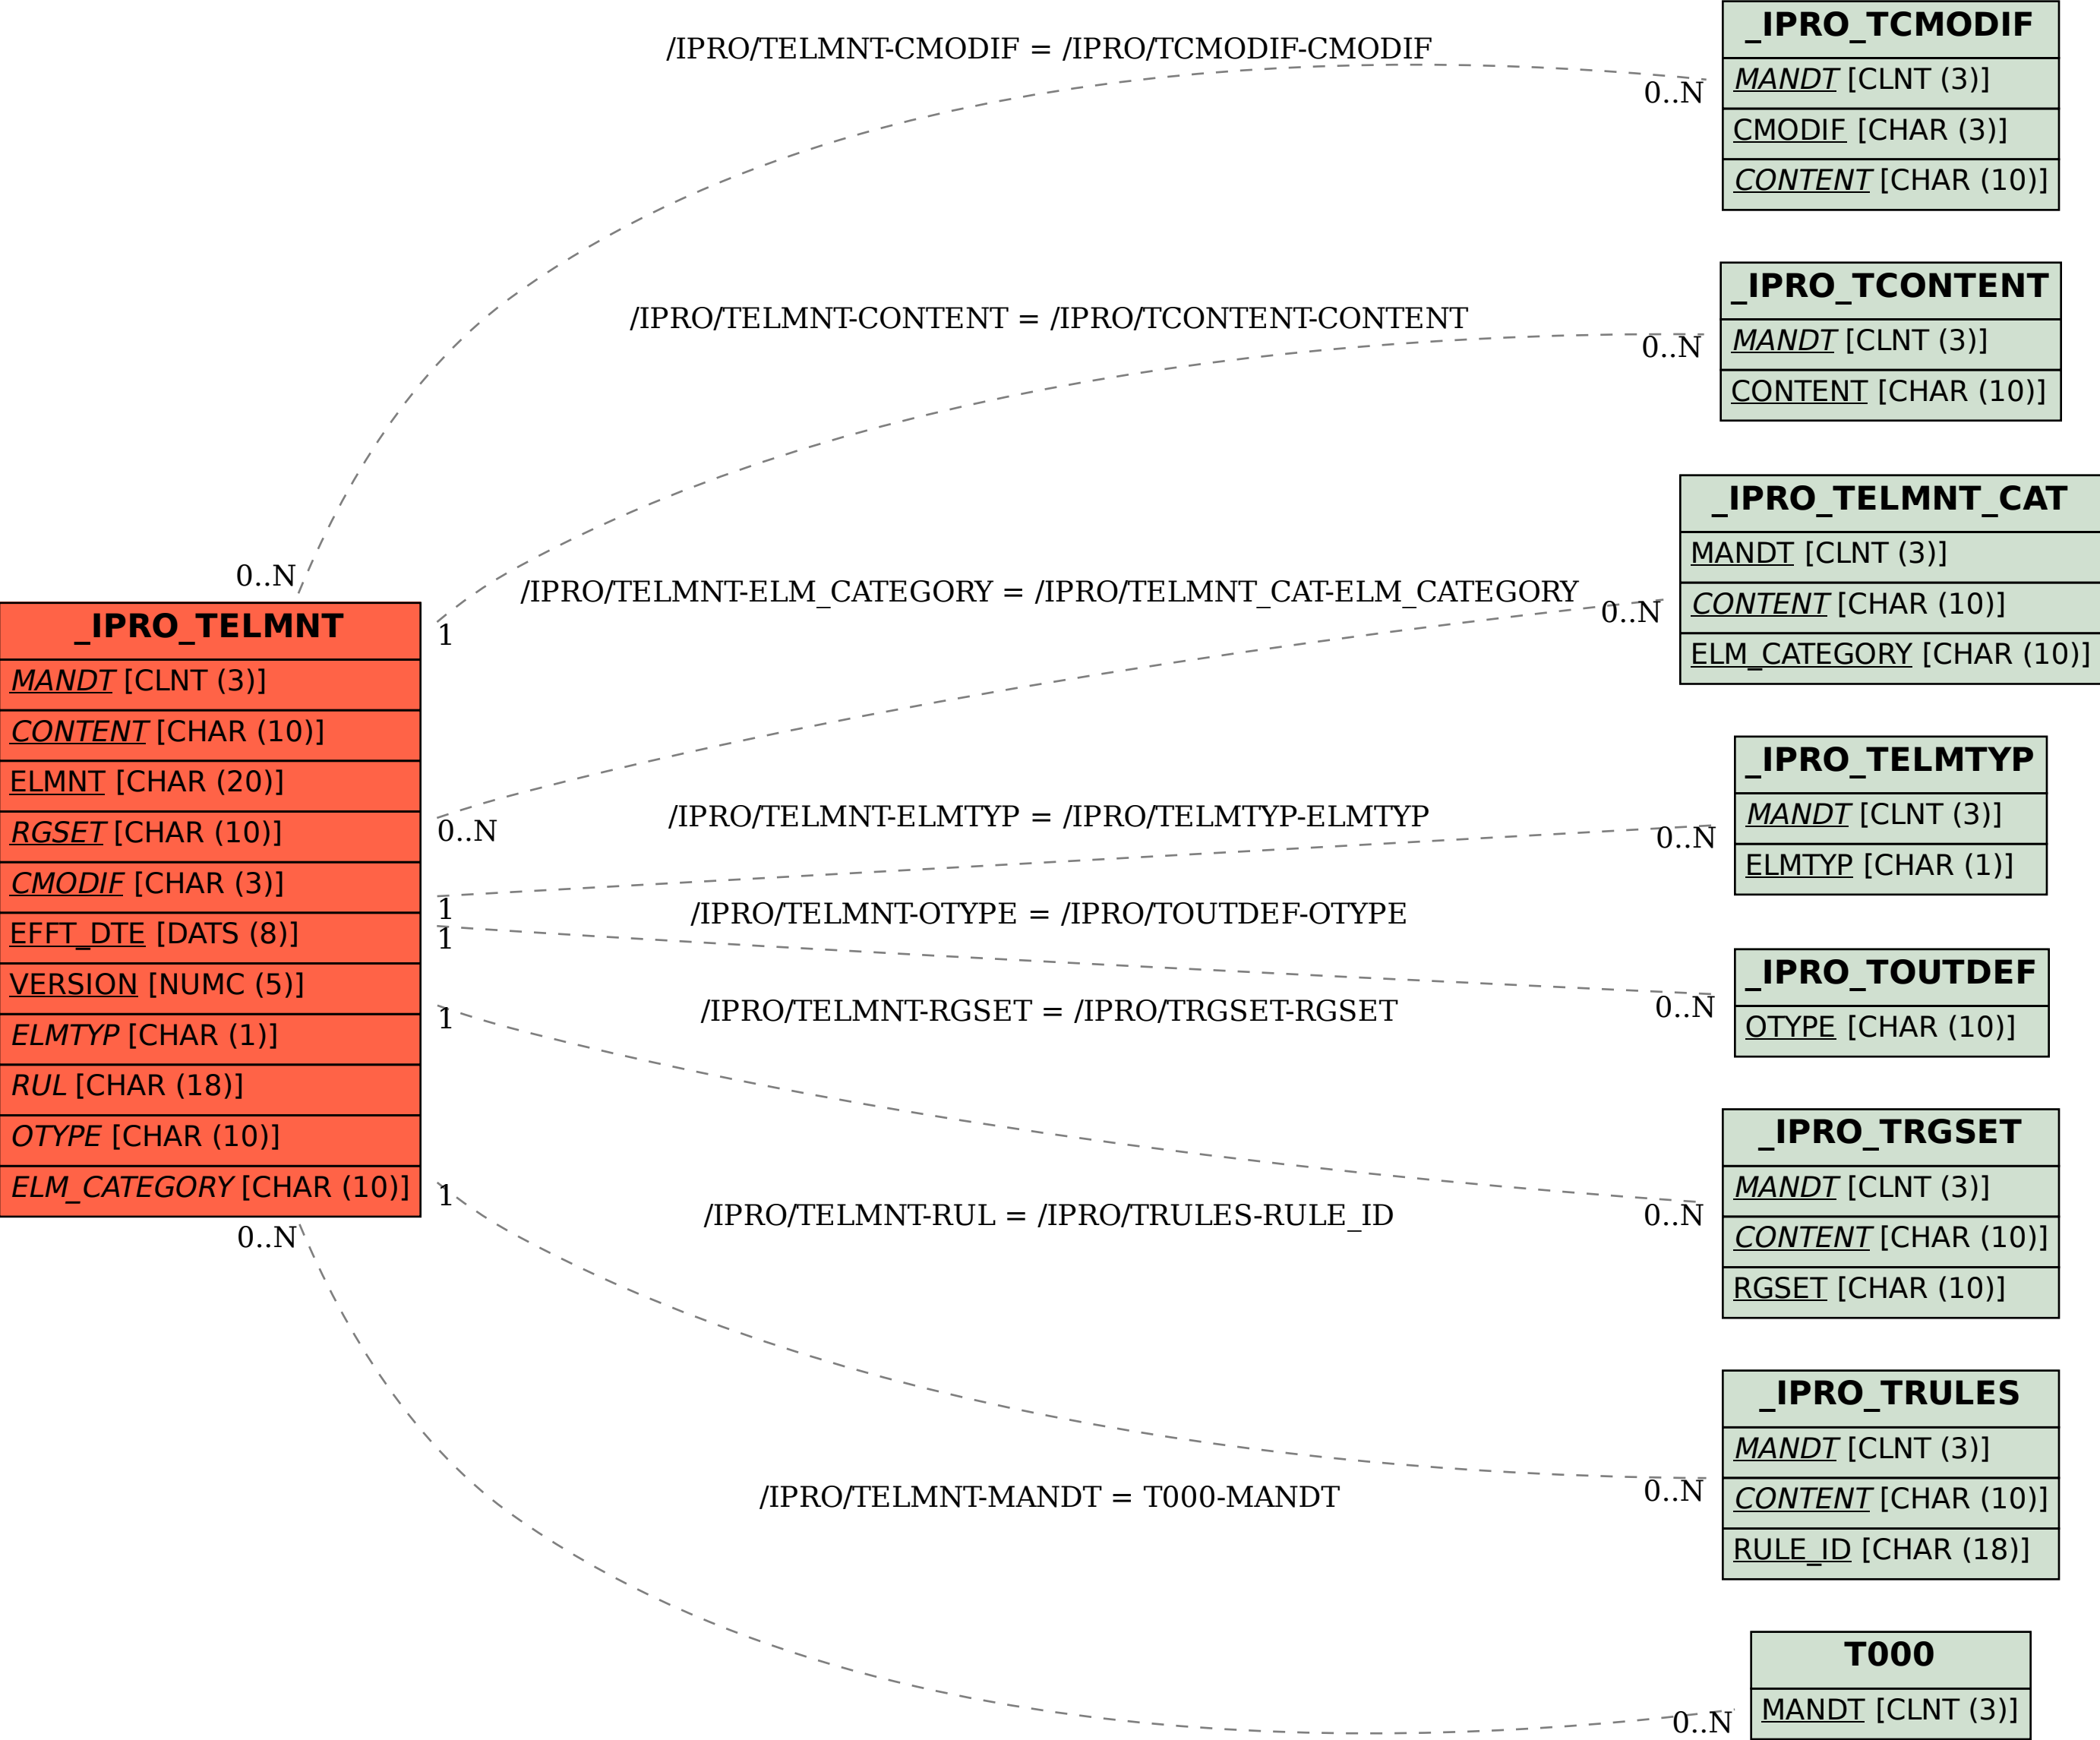 _IPRO_TELMNT
MANDT [CLNT (3)]
CONTENT [CHAR (10)]
ELMNT [CHAR (20)]
RGSET [CHAR (10)]
CMODIF [CHAR (3)]
EFFT_DTE [DATS (8)]
VERSION [NUMC (5)]
ELMTYP [CHAR (1)]
RUL [CHAR (18)]
OTYPE [CHAR (10)]
ELM_CATEGORY [CHAR (10)]
/IPRO/TELMNT-CMODIF = /IPRO/TCMODIF-CMODIF
0..N
0..N
/IPRO/TELMNT-CONTENT = /IPRO/TCONTENT-CONTENT
0..N
1
/IPRO/TELMNT-ELM_CATEGORY = /IPRO/TELMNT_CAT-ELM_CATEGORY
0..N
0..N
/IPRO/TELMNT-ELMTYP = /IPRO/TELMTYP-ELMTYP
0..N
1
/IPRO/TELMNT-OTYPE = /IPRO/TOUTDEF-OTYPE
1
0..N
/IPRO/TELMNT-RGSET = /IPRO/TRGSET-RGSET
1
0..N
/IPRO/TELMNT-RUL = /IPRO/TRULES-RULE_ID
1
0..N
/IPRO/TELMNT-MANDT = T000-MANDT
0..N
0..N
_IPRO_TCMODIF
MANDT [CLNT (3)]
CMODIF [CHAR (3)]
CONTENT [CHAR (10)]
_IPRO_TCONTENT
MANDT [CLNT (3)]
CONTENT [CHAR (10)]
_IPRO_TELMNT_CAT
MANDT [CLNT (3)]
CONTENT [CHAR (10)]
ELM_CATEGORY [CHAR (10)]
_IPRO_TELMTYP
MANDT [CLNT (3)]
ELMTYP [CHAR (1)]
_IPRO_TOUTDEF
OTYPE [CHAR (10)]
_IPRO_TRGSET
MANDT [CLNT (3)]
CONTENT [CHAR (10)]
RGSET [CHAR (10)]
_IPRO_TRULES
MANDT [CLNT (3)]
CONTENT [CHAR (10)]
RULE_ID [CHAR (18)]
T000
MANDT [CLNT (3)]